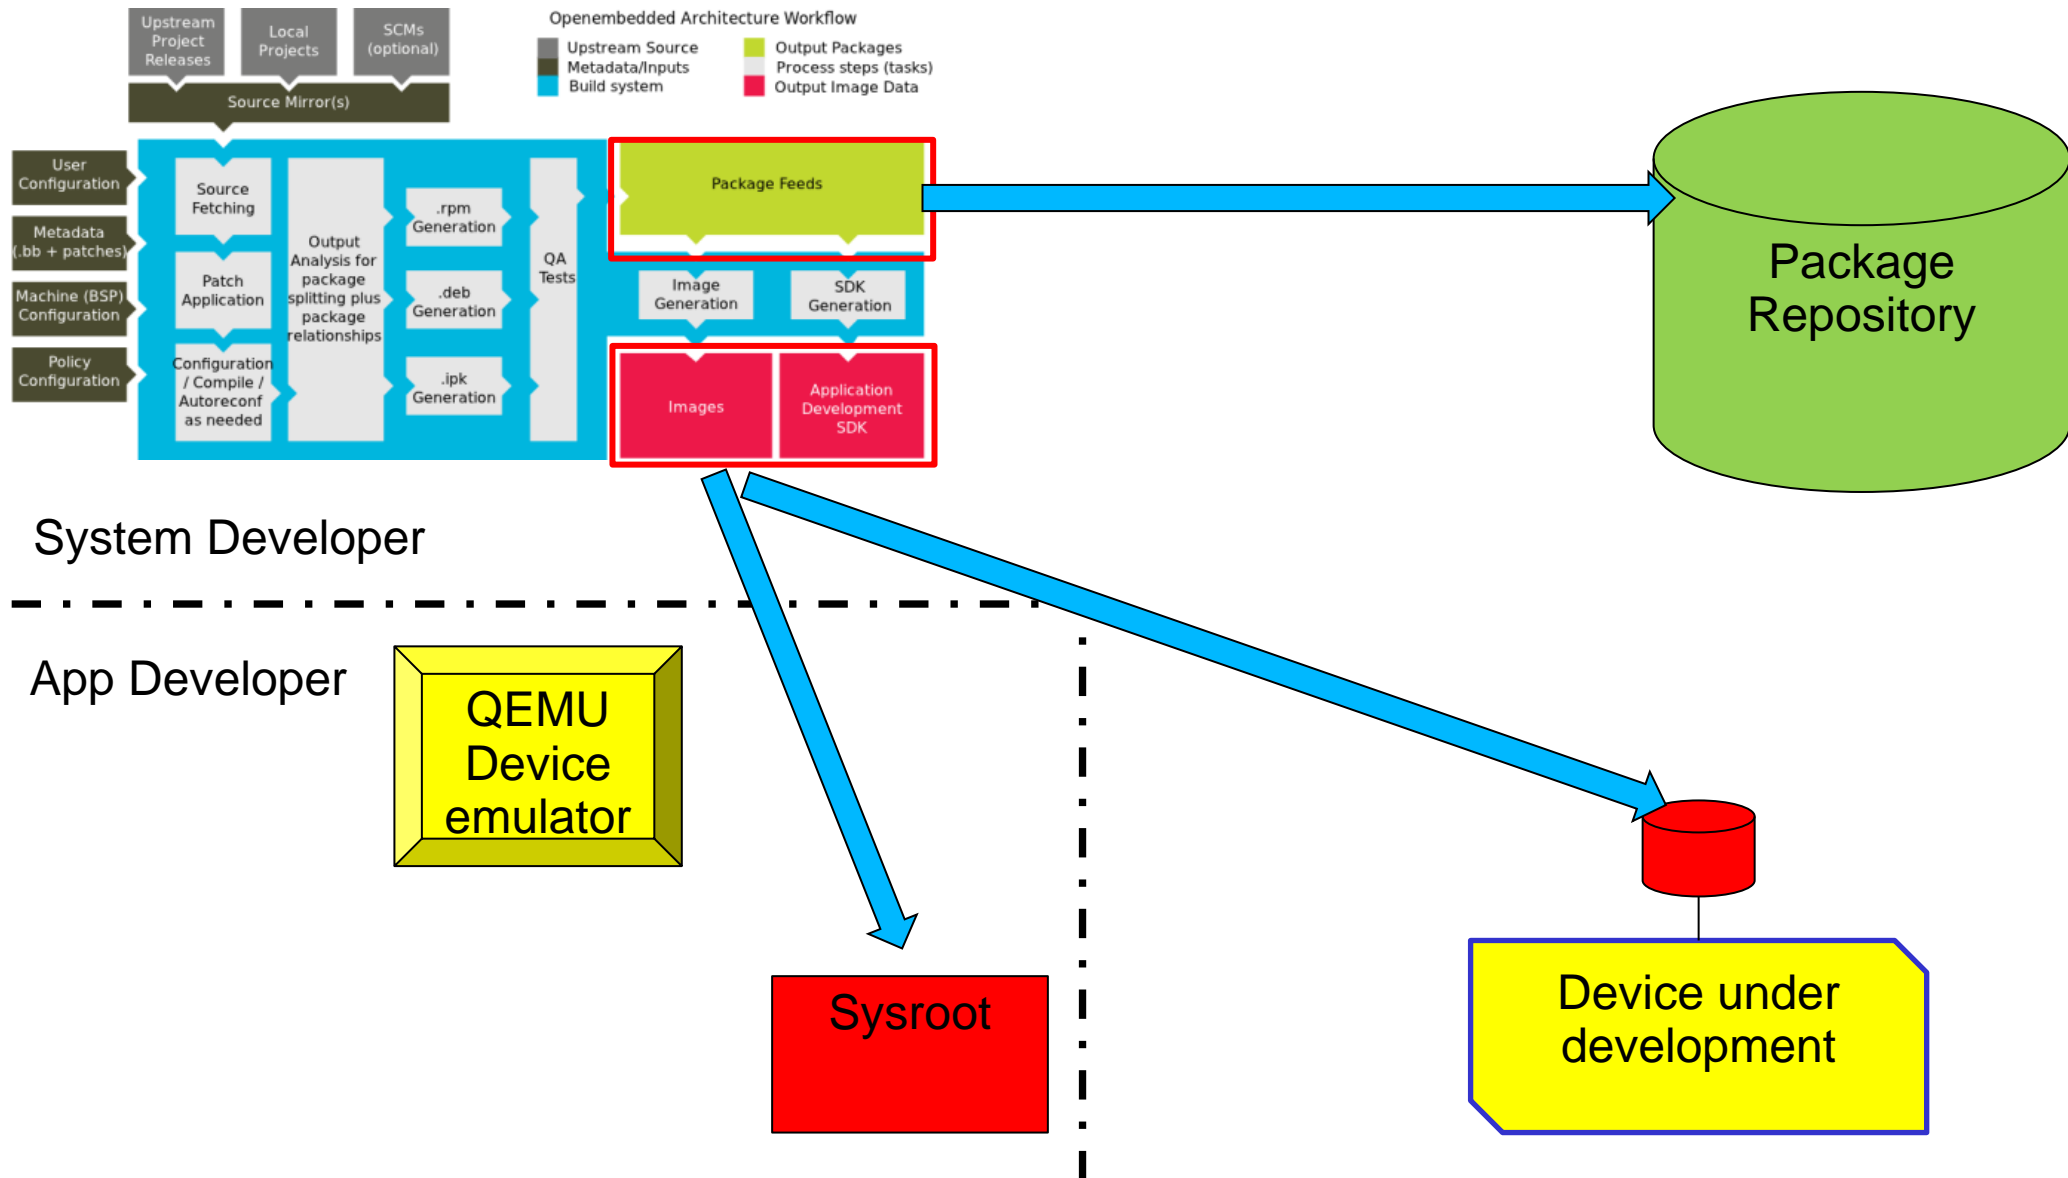 Upstream
Project
Releases
Local
Projects
SCMs
(optional)
Source Mirror(s)
Openembedded Architecture Workflow
Upstream Source
Metadata/Inputs
Build system
Output Packages
Process steps (tasks)
Output Image Data
User
Configuration
Metadata
(.bb + patches)
Machine (BSP)
Configuration
Policy
Configuration
Source
Fetching
Patch
Application
Configuration
/ Compile /
Autoreconf
as needed
Output
Analysis for
package
splitting plus
package
relationships
.rpm
Generation
.deb
Generation
.ipk
Generation
QA
Tests
Package Feeds
Image
Generation
SDK
Generation
Images
Application
Development
SDK
Package
Repository
System Developer
App Developer
QEMU
Device
emulator
Sysroot
Device under
development